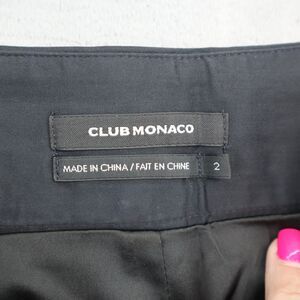 CLUB MONACO
MADE IN CHINA / FAIT EN CHINE 2